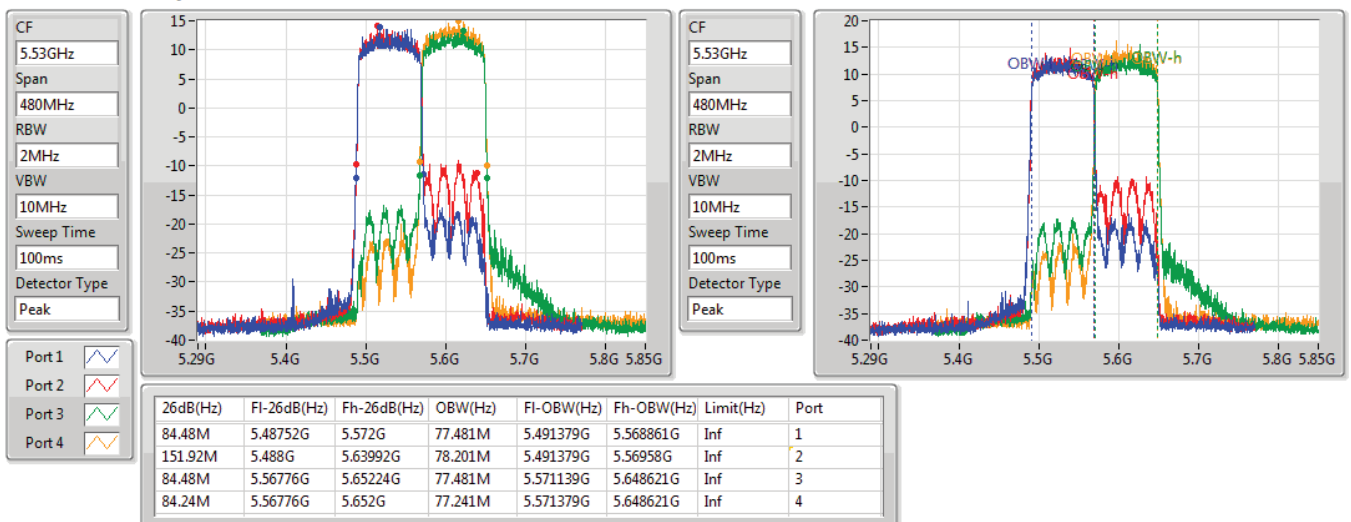 CF
5.53GHz
Span
480MHz
RBW
2MHz
VBW
10MHz
Sweep Time
100ms
Detector Type
Peak
15
10
5
0
-5
-10
-15
-20
-25
-30
-35
-40
5.29G 5.4G 5.5G 5.6G 5.7G 5.8G 5.85G
CF
5.53GHz
Span
480MHz
RBW
2MHz
VBW
10MHz
Sweep Time
100ms
Detector Type
Peak
20
15
10
5
0
-5
-10
-15
-20
-25
-30
-35
-40
OBW-h
5.29G 5.4G 5.5G 5.6G 5.7G 5.8G 5.85G
Port 1
Port 2
Port 3
Port 4
26dB(Hz) Fl-26dB(Hz) Fh-26dB(Hz) OBW(Hz) Fl-OBW(Hz) Fh-OBW(Hz) Limit(Hz) Port
84.48M 5.48752G 5.572G 77.481M 5.491379G 5.568861G Inf 1
151.92M 5.488G 5.63992G 78.201M 5.491379G 5.56958G Inf 2
84.48M 5.56776G 5.65224G 77.481M 5.571139G 5.648621G Inf 3
84.24M 5.56776G 5.652G 77.241M 5.571379G 5.648621G Inf 4